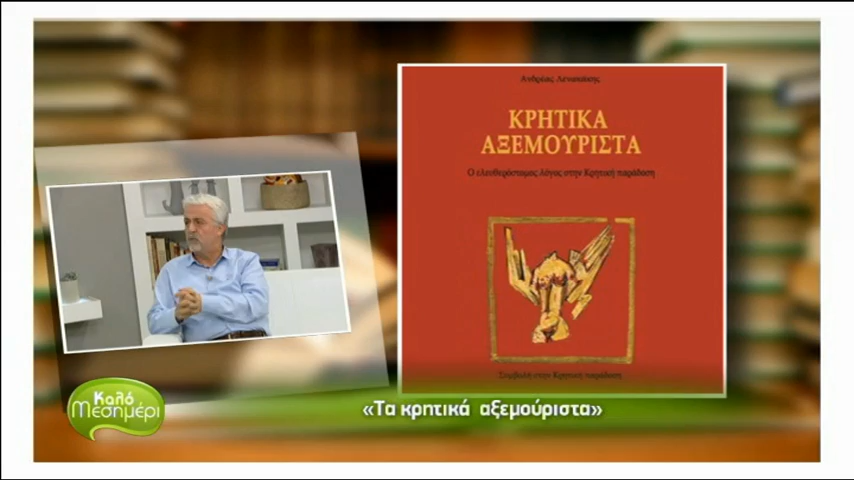 Ανδρέας Λενακάκης
ΚΡΗΤΙΚΑ
ΑΞΕΜΟΥΡΙΣΤΑ
Ο ελευθερόστομος λόγος στην Κρητική παράδοση
Συμβολή στην Κρητική παράδοση
Καλό
Μεσημέρι
«Τα κρητικά αξεμούριστα»